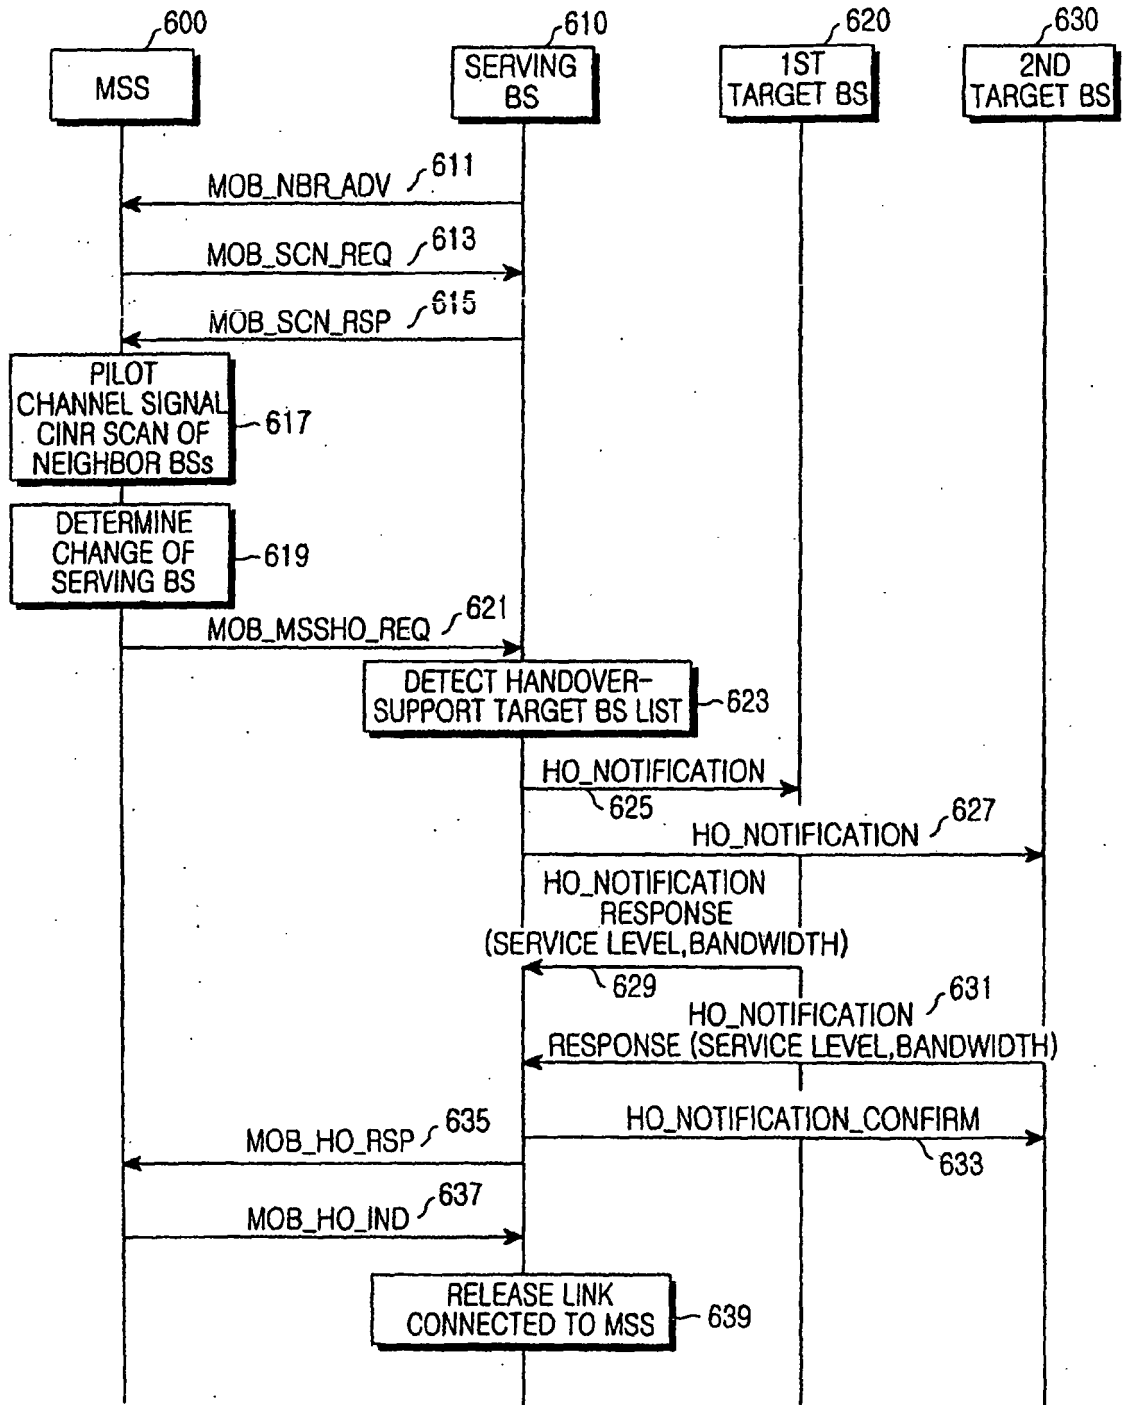 600
610
620
630
MSS
SERVING
BS
1ST
TARGET BS
2ND
TARGET BS
611
MOB_NBR_ADV
613
MOB_SCN_REQ
615
MOB_SCN_RSP
PILOT
CHANNEL SIGNAL
CINR SCAN OF
NEIGHBOR BSs
617
DETERMINE
CHANGE OF
SERVING BS
619
621
MOB_MSSHO_REQ
DETECT HANDOVER-
SUPPORT TARGET BS LIST
623
HO_NOTIFICATION
625
627
HO_NOTIFICATION
HO_NOTIFICATION
RESPONSE
(SERVICE LEVEL,BANDWIDTH)
629
631
HO_NOTIFICATION
RESPONSE (SERVICE LEVEL,BANDWIDTH)
HO_NOTIFICATION_CONFIRM
633
635
MOB_HO_RSP
637
MOB_HO_IND
RELEASE LINK
CONNECTED TO MSS
639